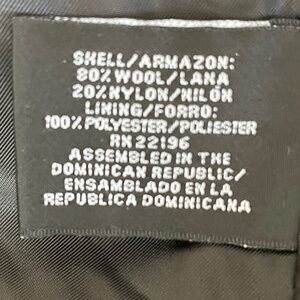 SHELL/ARMAZON:
80% WOOL/LANA
20% NYLON/NILÓN
LINING/FORRO:
100% POLYESTER/POLIESTER
RN 22196
ASSEMBLED IN THE
DOMINICAN REPUBLIC/
ENSAMBLADO EN LA
REPUBLICA DOMINICANA